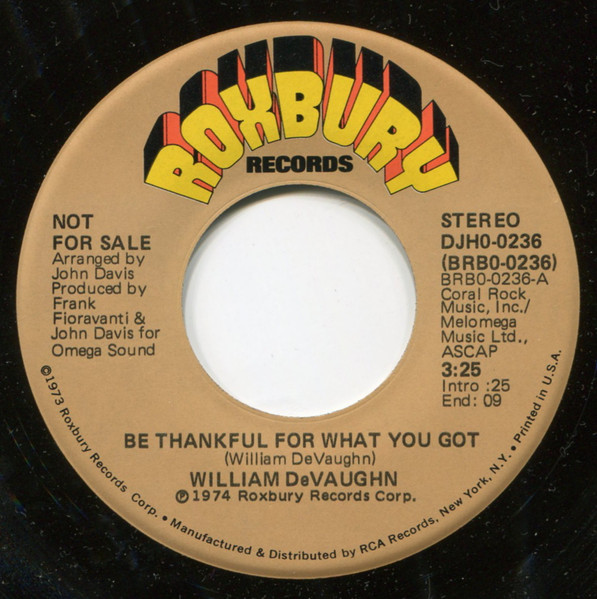 ROXBURY
RECORDS
NOT
FOR SALE
Arranged by
John Davis
Produced by
Frank
Fioravanti &
John Davis for
Omega Sound
STEREO
DJHO-0236
(BRBO-0236)
BRBO-0236-A
Coral Rock
Music, Inc./
Melomega
Music Ltd.,
ASCAP
3:25
Intro :25
End: 09
BE THANKFUL FOR WHAT YOU GOT
(William DeVaughn)
WILLIAM DeVAUGHN
℗ 1974 Roxbury Records Corp.
©1973 Roxbury Records Corp. • Manufactured & Distributed by RCA Records, New York, N.Y. • Printed in U.S.A.